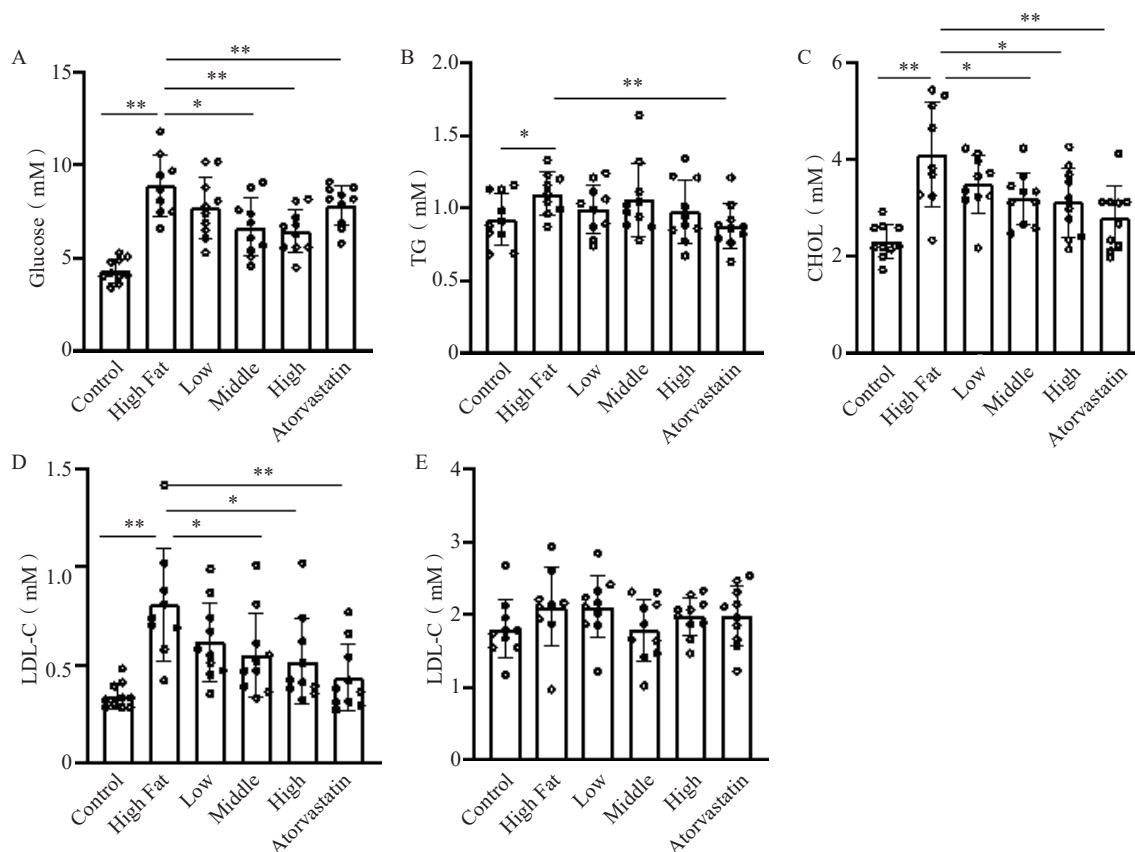 A
Glucose ( mM )
15
10
5
0
**
**
**
*
Control
High Fat
Low
Middle
High
Atorvastatin
B
TG ( mM )
2.0
1.5
1.0
0.5
0
**
*
Control
High Fat
Low
Middle
High
Atorvastatin
C
CHOL ( mM )
6
4
2
0
**
*
**
*
Control
High Fat
Low
Middle
High
Atorvastatin
D
LDL-C ( mM )
1.5
1.0
0.5
0
**
*
**
*
Control
High Fat
Low
Middle
High
Atorvastatin
E
LDL-C ( mM )
4
3
2
1
0
Control
High Fat
Low
Middle
High
Atorvastatin